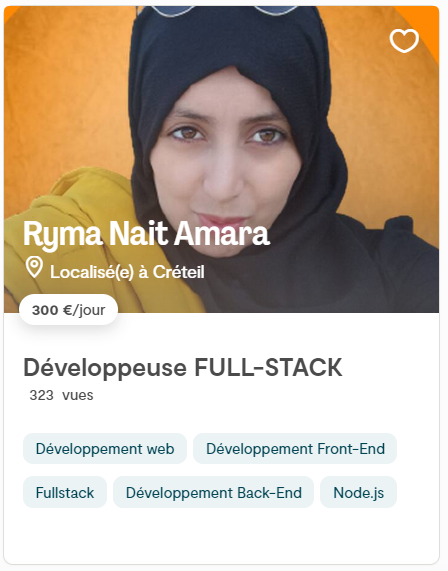 Ryma Nait Amara
Localisé(e) à Créteil
300 €/jour
Développeuse FULL-STACK
323 vues
Développement web
Développement Front-End
Fullstack
Développement Back-End
Node.js